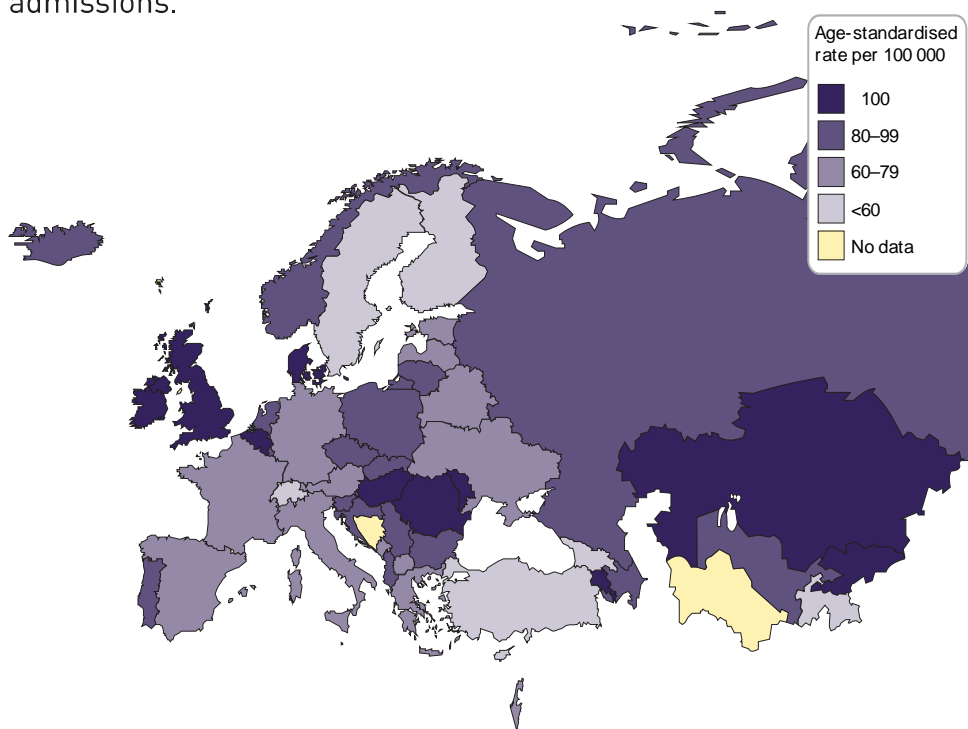 admissions.
Age-standardised
rate per 100 000
100
80–99
60–79
<60
No data